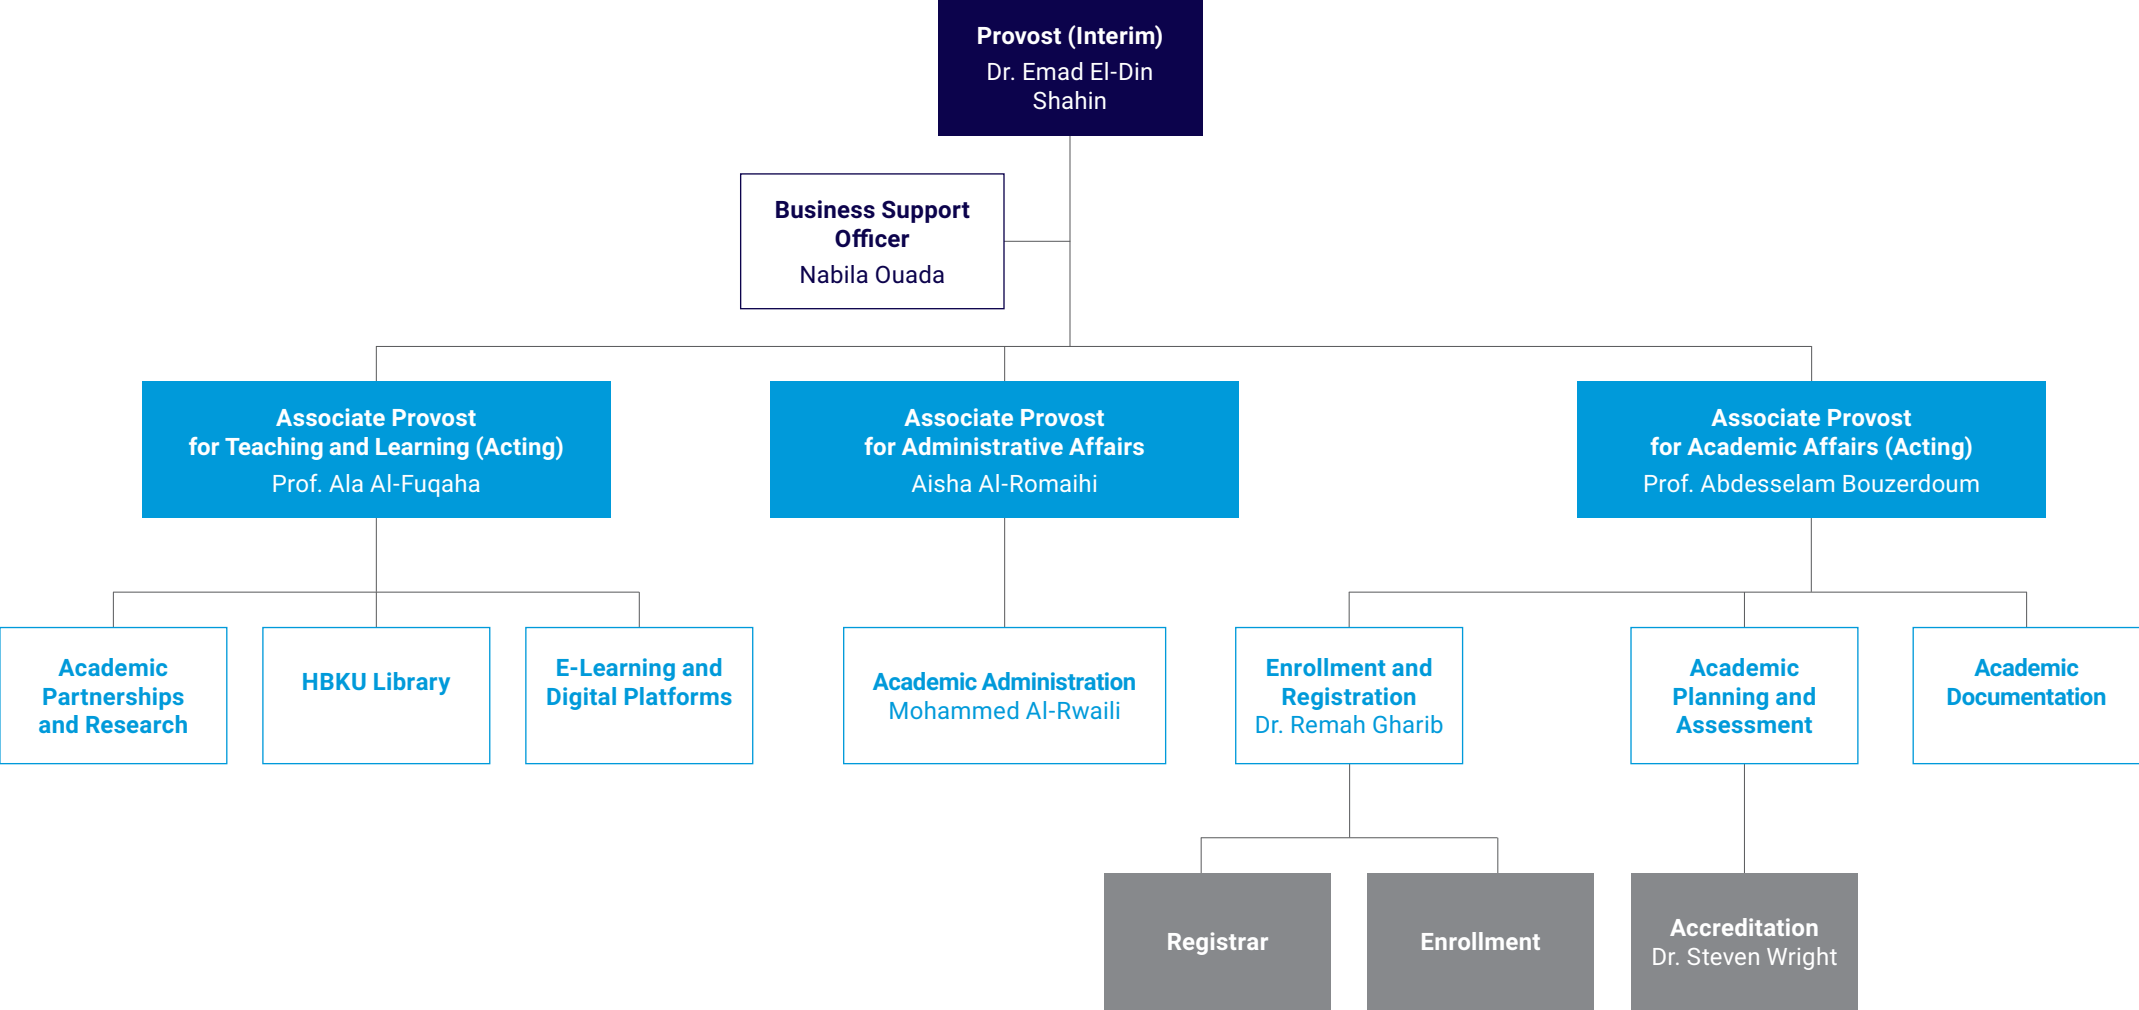 Provost (Interim)
Dr. Emad El-Din
Shahin
Business Support
Officer
Nabila Ouada
Associate Provost
for Teaching and Learning (Acting)
Prof. Ala Al-Fuqaha
Associate Provost
for Administrative Affairs
Aisha Al-Romaihi
Associate Provost
for Academic Affairs (Acting)
Prof. Abdesselam Bouzerdoum
Academic
Partnerships
and Research
HBKU Library
E-Learning and
Digital Platforms
Academic Administration
Mohammed Al-Rwaili
Enrollment and
Registration
Dr. Remah Gharib
Academic
Planning and
Assessment
Academic
Documentation
Registrar
Enrollment
Accreditation
Dr. Steven Wright